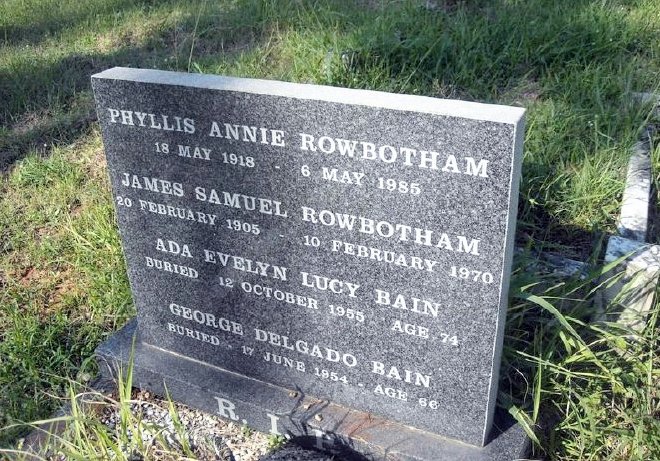 PHYLLIS ANNIE ROWBOTHAM
18 MAY 1918 - 6 MAY 1985
JAMES SAMUEL ROWBOTHAM
20 FEBRUARY 1905 - 10 FEBRUARY 1970
ADA EVELYN LUCY BAIN
BURIED 12 OCTOBER 1955 AGE 74
GEORGE DELGADO BAIN
BURIED - 17 JUNE 1954 - AGE 66
R. I.